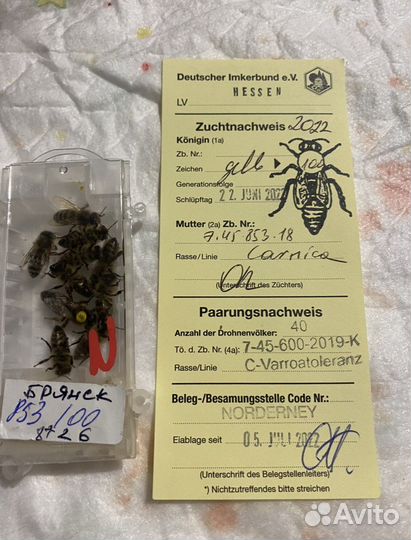 Deutscher Imkerbund e.V.
HESSEN
LV
Zuchtnachweis 2022
Königin (1a)
Zb. Nr.:
Zeichen gelb 100
Generationsfolge
Schlüpftag 22. JUNI 2022
Mutter (2a) Zb. Nr.:
7.45.853.18
Rasse/Linie Carnica
(Unterschrift des Züchters)
Paarungsnachweis
Anzahl der Drohnenvölker: 40
Tö. d. Zb. Nr. (4a): 7-45-600-2019-K
Rasse/Linie: C-Varroatoleranz
Beleg-/Besamungsstelle Code Nr.:
NORDERNEY
Eiablage seit 05. JULI 2022
(Unterschrift des Belegstellenleiters)
*) Nichtzutreffendes bitte streichen
БРЯНСК
853/100
Avito